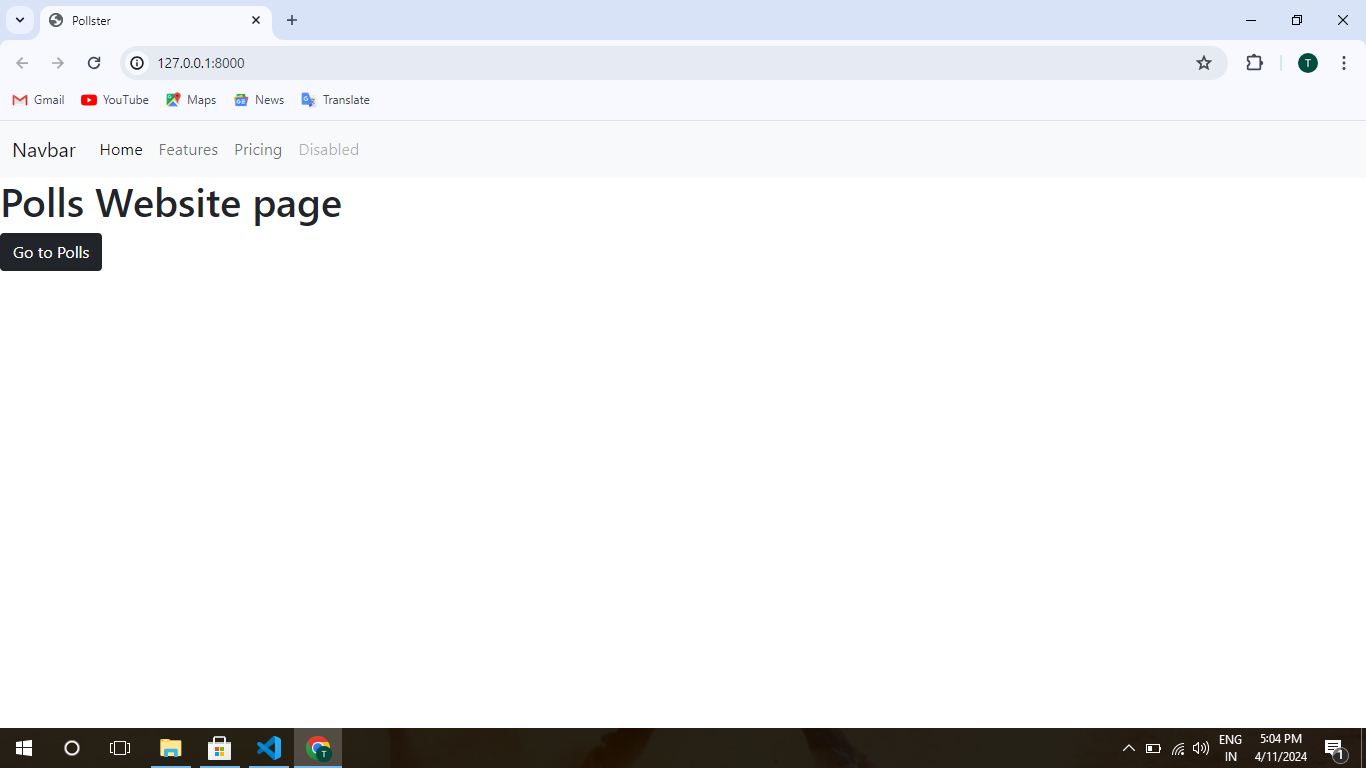 Pollster
127.0.0.1:8000
T
Gmail YouTube Maps News Translate
Navbar Home Features Pricing Disabled
Polls Website page
Go to Polls
T
ENG
IN
5:04 PM
4/11/2024
1